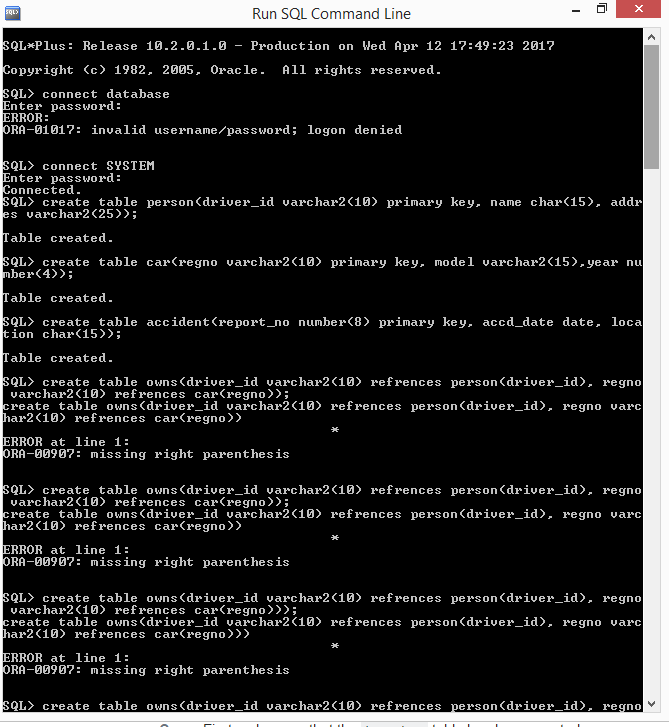 Run SQL Command Line
SQL*Plus: Release 10.2.0.1.0 - Production on Wed Apr 12 17:49:23 2017
Copyright (c) 1982, 2005, Oracle.  All rights reserved.
SQL> connect database
Enter password:
ERROR:
ORA-01017: invalid username/password; logon denied
SQL> connect SYSTEM
Enter password:
Connected.
SQL> create table person(driver_id varchar2(10) primary key, name char(15), addr
es varchar2(25));
Table created.
SQL> create table car(regno varchar2(10) primary key, model varchar2(15),year nu
mber(4));
Table created.
SQL> create table accident(report_no number(8) primary key, accd_date date, loca
tion char(15));
Table created.
SQL> create table owns(driver_id varchar2(10) refrences person(driver_id), regno
 varchar2(10) refrences car(regno));
create table owns(driver_id varchar2(10) refrences person(driver_id), regno varc
har2(10) refrences car(regno))
*
ERROR at line 1:
ORA-00907: missing right parenthesis
SQL> create table owns(driver_id varchar2(10) refrences person(driver_id), regno
 varchar2(10) refrences car(regno));
create table owns(driver_id varchar2(10) refrences person(driver_id), regno varc
har2(10) refrences car(regno))
*
ERROR at line 1:
ORA-00907: missing right parenthesis
SQL> create table owns(driver_id varchar2(10) refrences person(driver_id), regno
 varchar2(10) refrences car(regno)));
create table owns(driver_id varchar2(10) refrences person(driver_id), regno varc
har2(10) refrences car(regno)))
*
ERROR at line 1:
ORA-00907: missing right parenthesis
SQL> create table owns(driver_id varchar2(10) refrences person(driver_id), regno